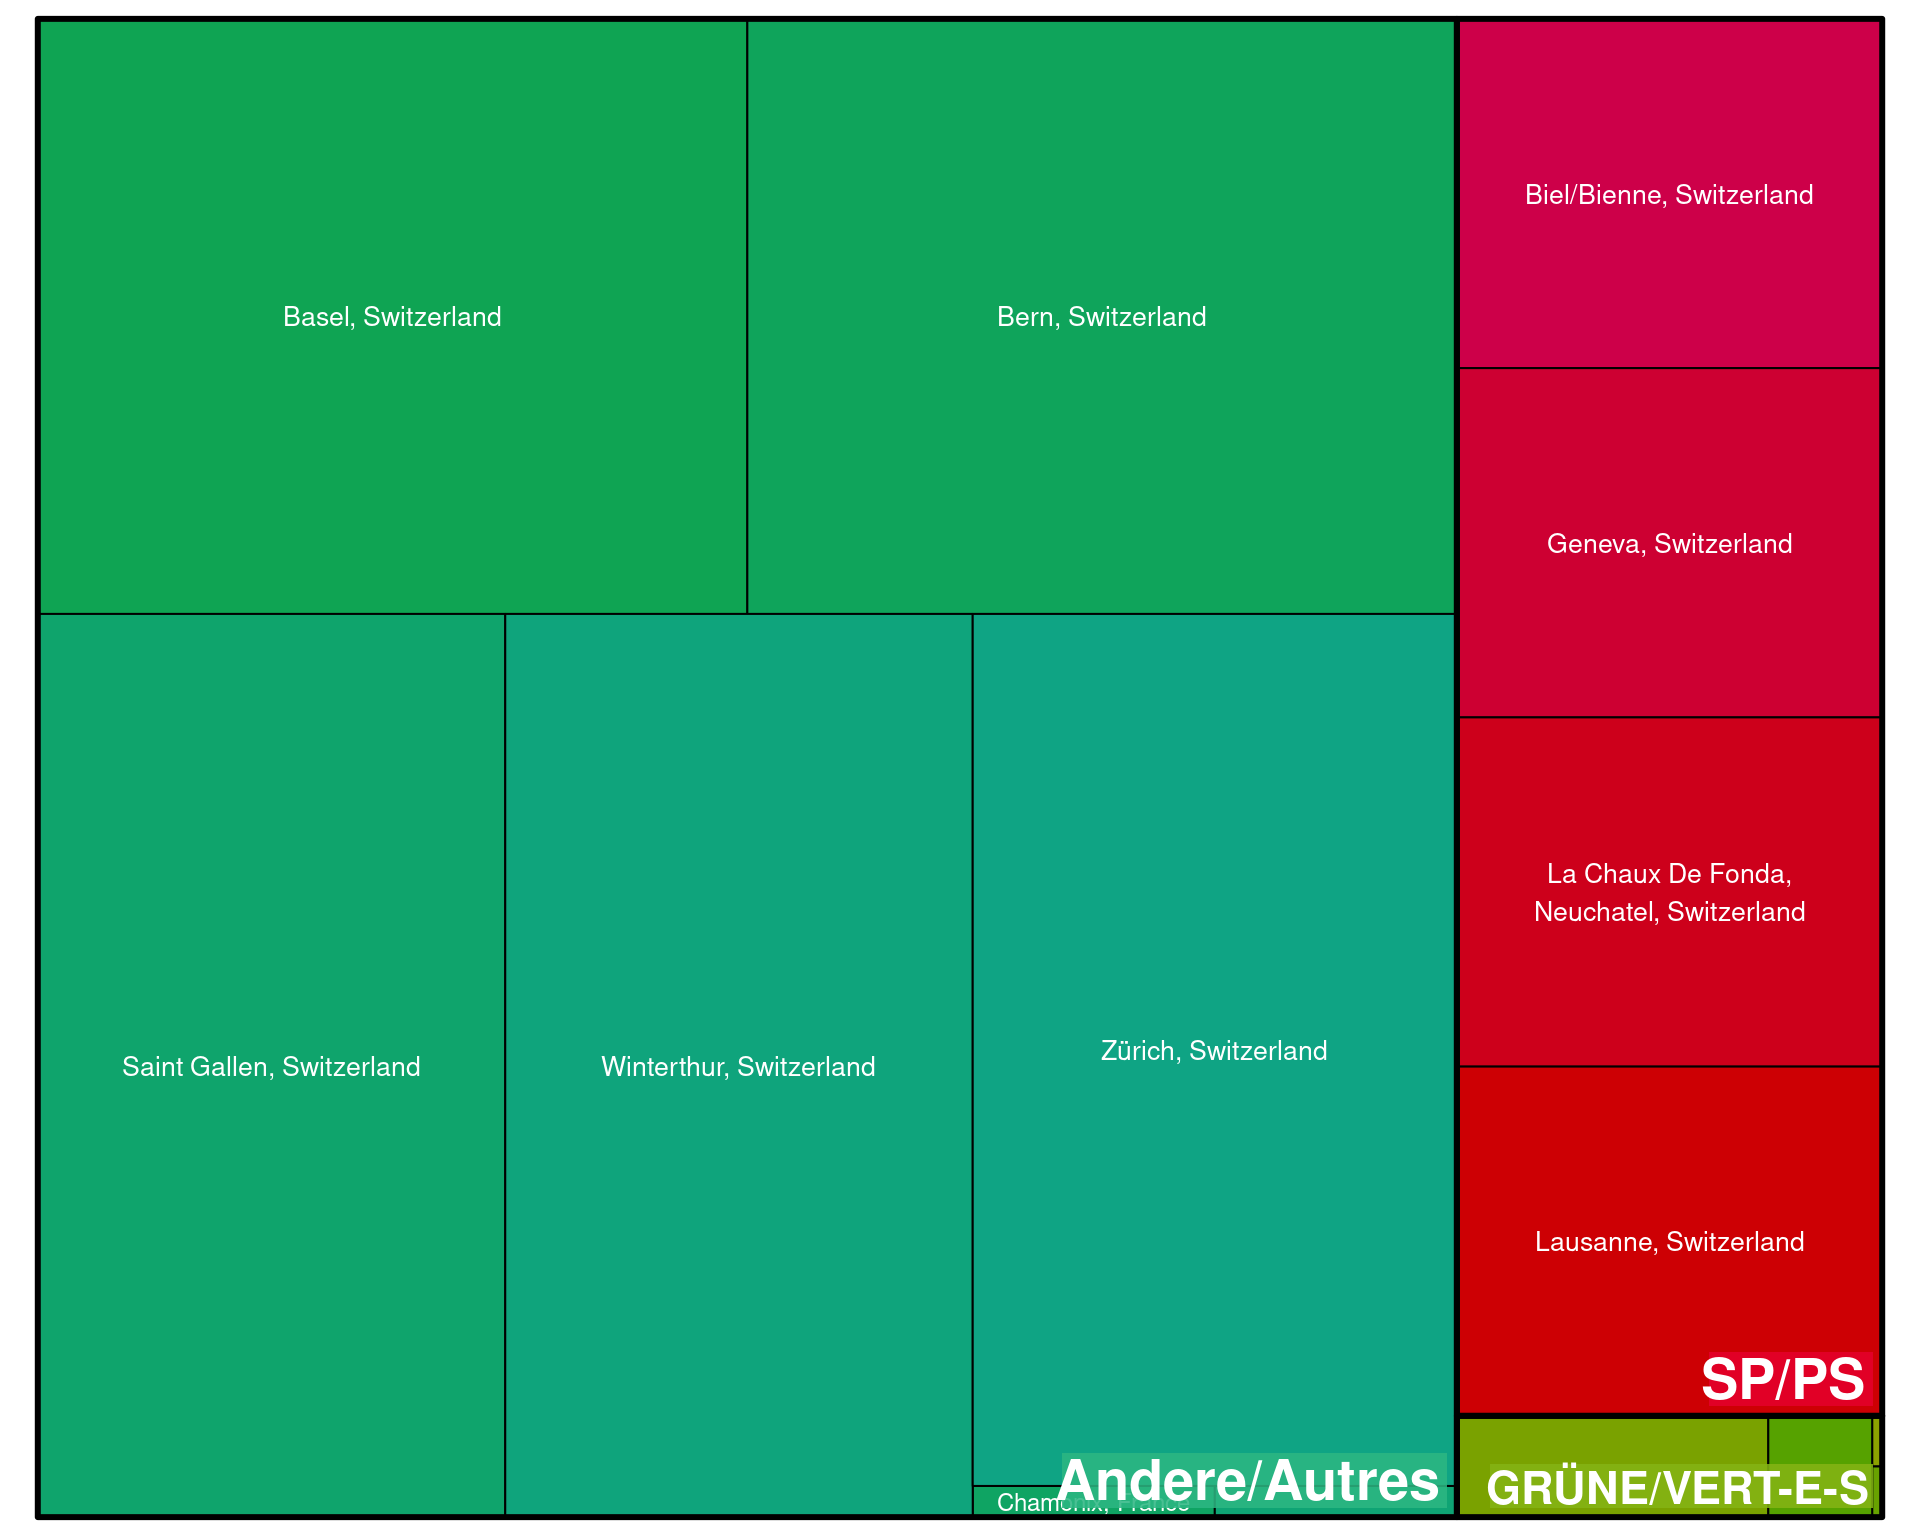 Basel, Switzerland
Bern, Switzerland
Biel/Bienne, Switzerland
Geneva, Switzerland
La Chaux De Fonda,
Neuchatel, Switzerland
Saint Gallen, Switzerland
Winterthur, Switzerland
Zürich, Switzerland
Lausanne, Switzerland
SP/PS
Andere/Autres
Chamonix, France
GRÜNE/VERT-E-S